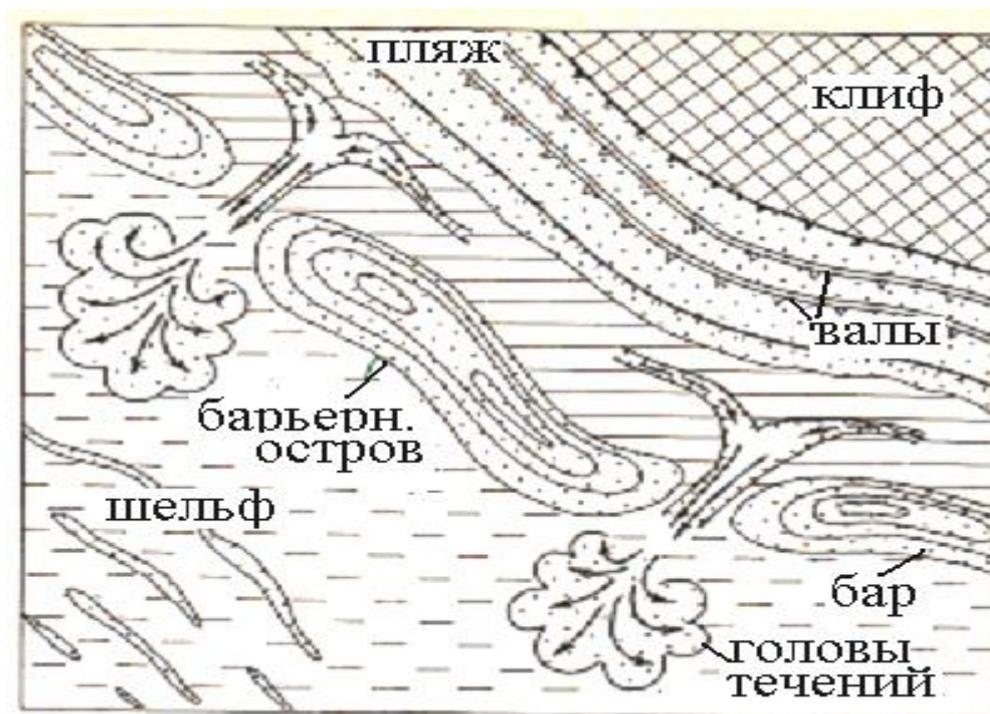 пляж
клиф
валы
барьерн.
остров
шельф
бар
головы
течений